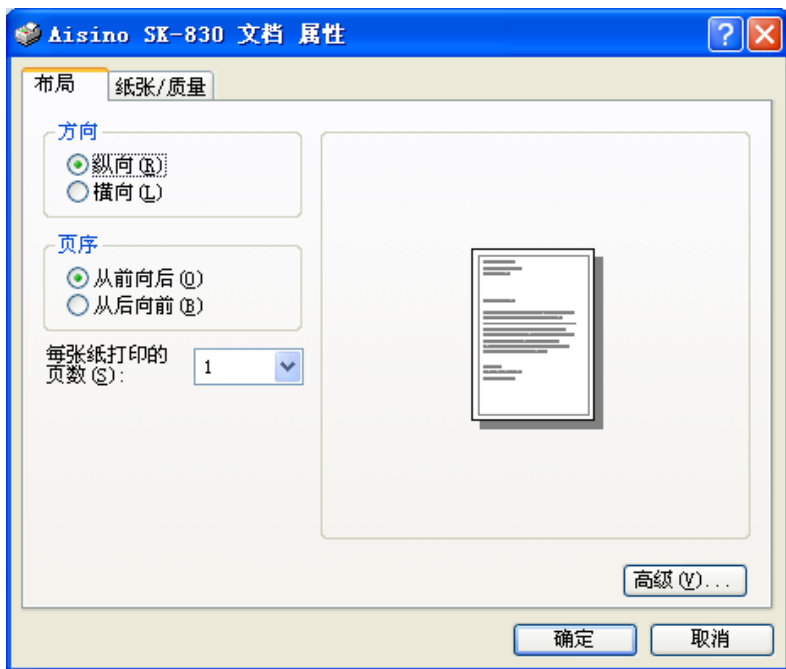 Aisino SK-830 文档 属性
布局
纸张/质量
方向
纵向(R)
横向(L)
页序
从前向后(O)
从后向前(B)
每张纸打印的
页数(S):
1
高级(V)...
确定
取消